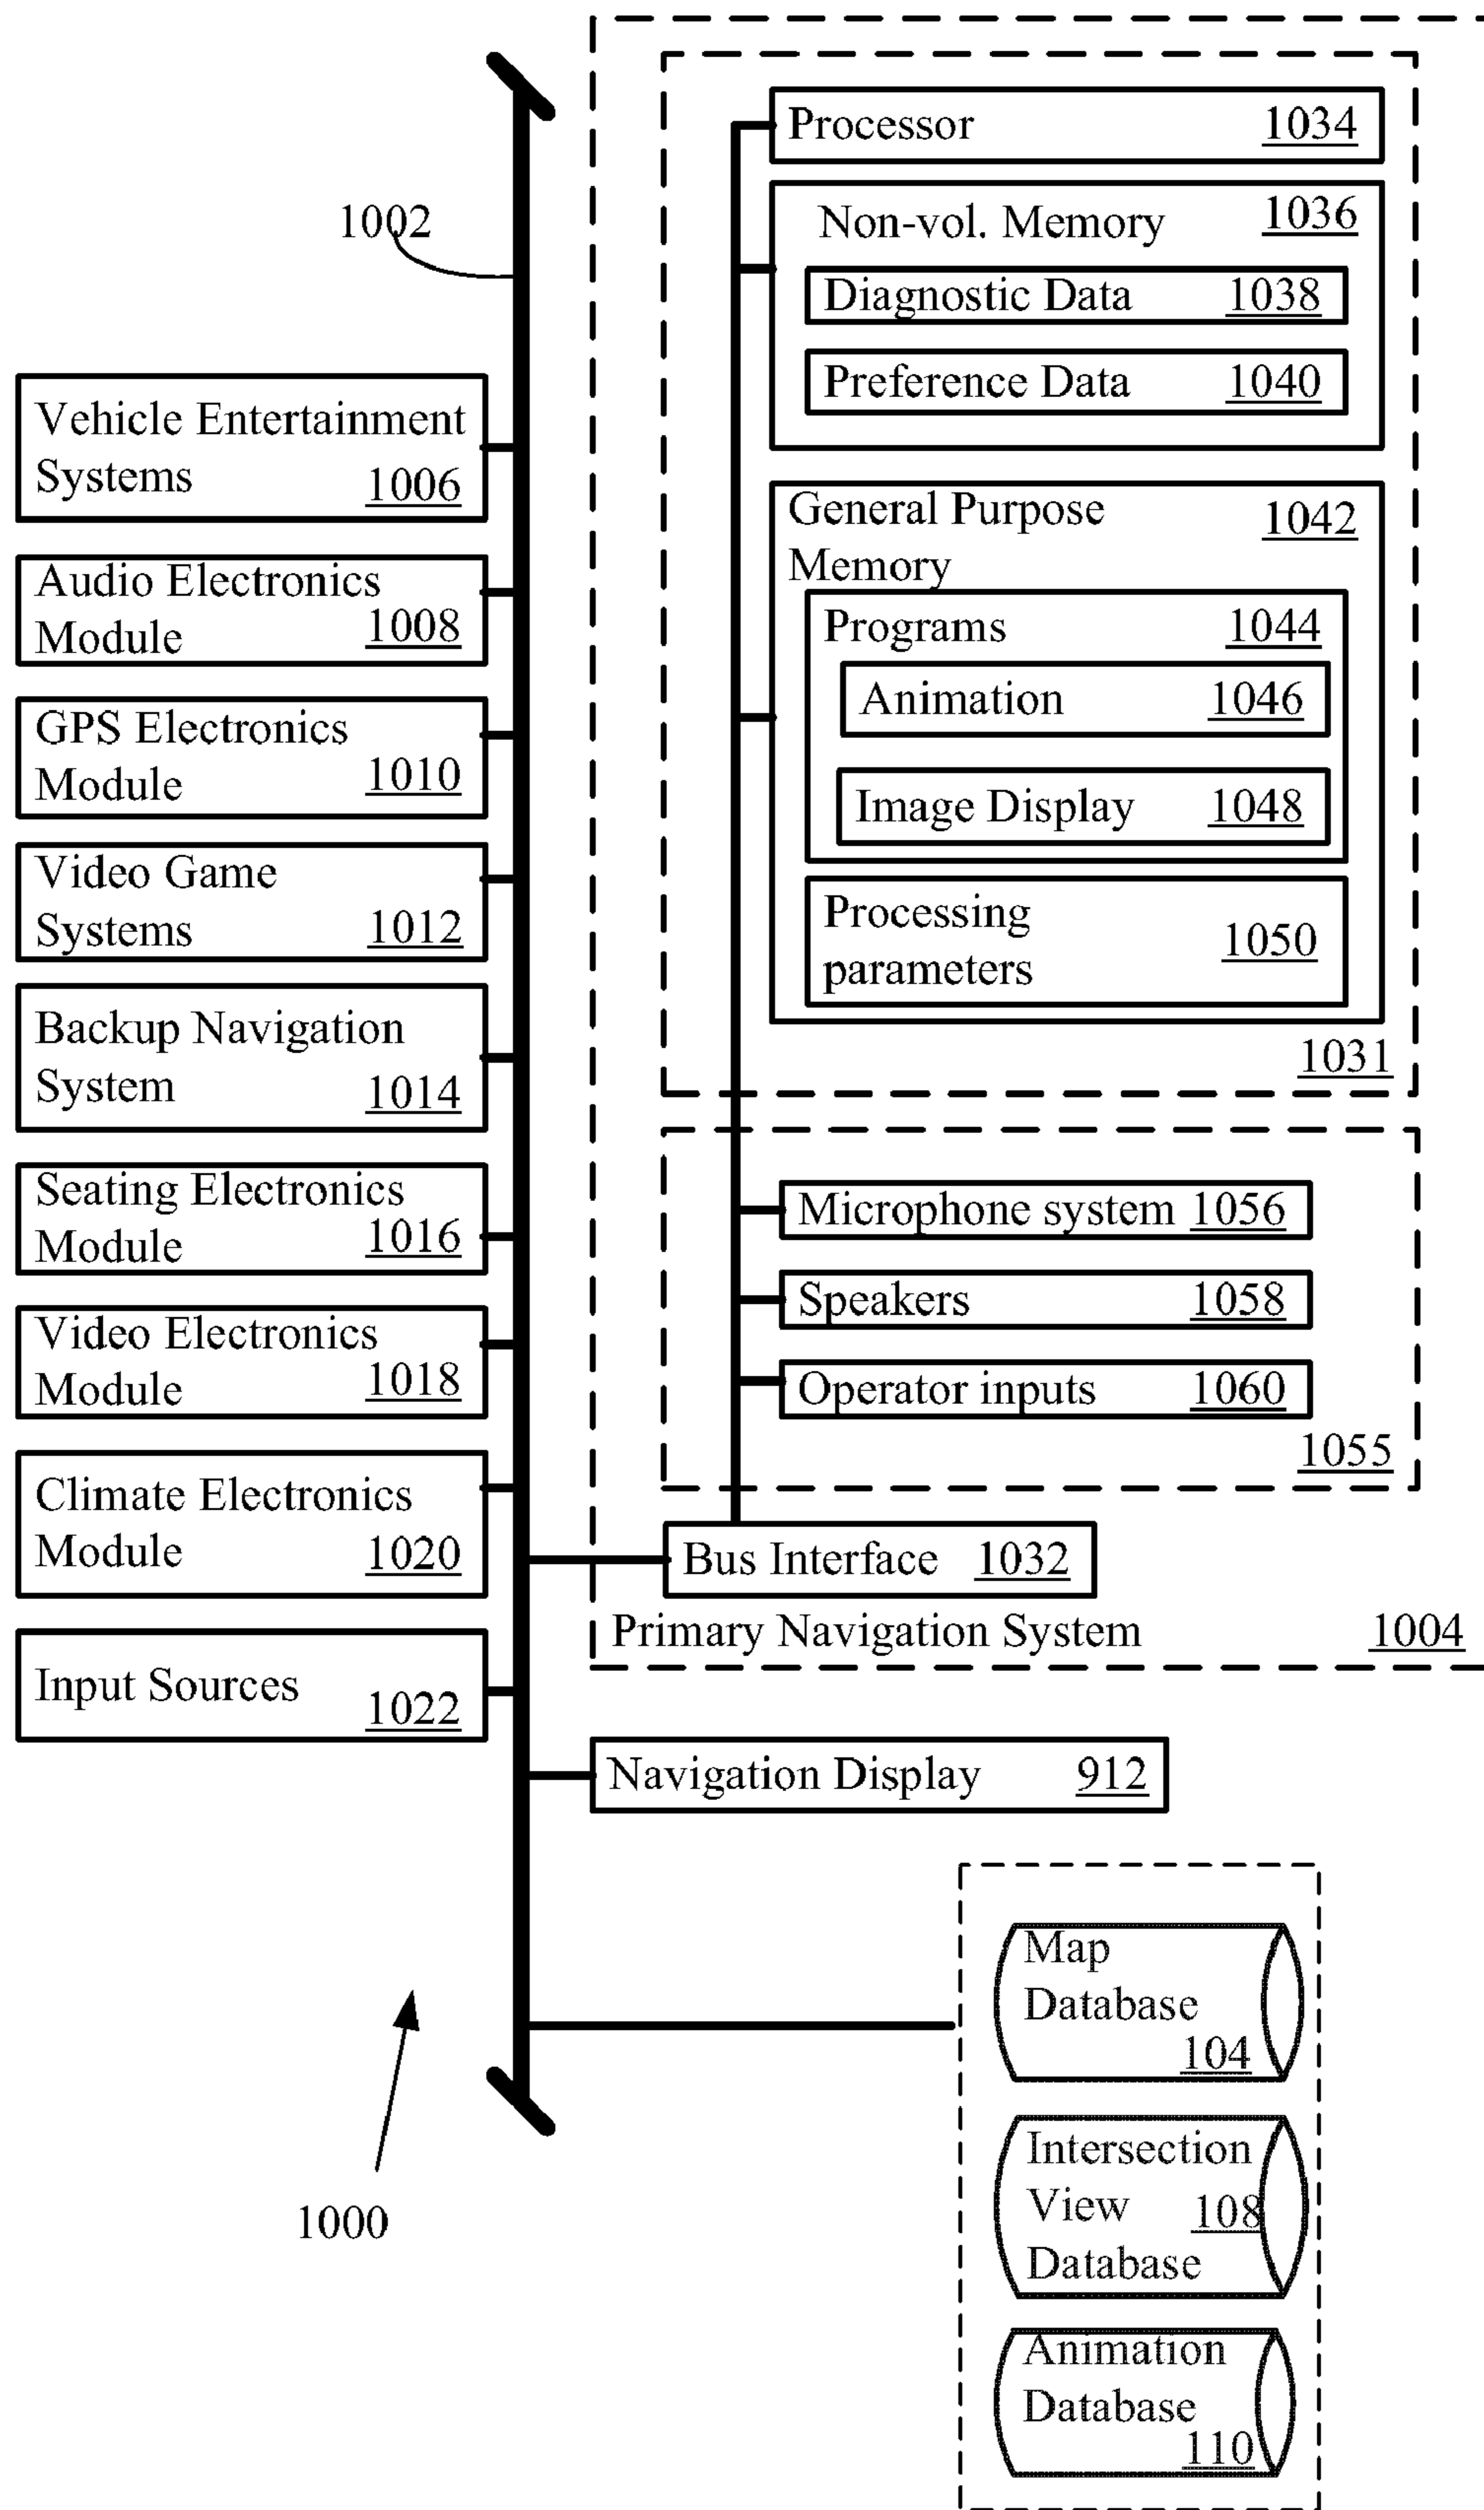 1002
Vehicle Entertainment
Systems 1006
Audio Electronics
Module 1008
GPS Electronics
Module 1010
Video Game
Systems 1012
Backup Navigation
System 1014
Seating Electronics
Module 1016
Video Electronics
Module 1018
Climate Electronics
Module 1020
Input Sources 1022
Processor 1034
Non-vol. Memory 1036
Diagnostic Data 1038
Preference Data 1040
General Purpose 1042
Memory
Programs 1044
Animation 1046
Image Display 1048
Processing
parameters 1050
1031
Microphone system 1056
Speakers 1058
Operator inputs 1060
1055
Bus Interface 1032
Primary Navigation System 1004
Navigation Display 912
Map
Database
104
Intersection
View 108
Database
Animation
Database
110
1000